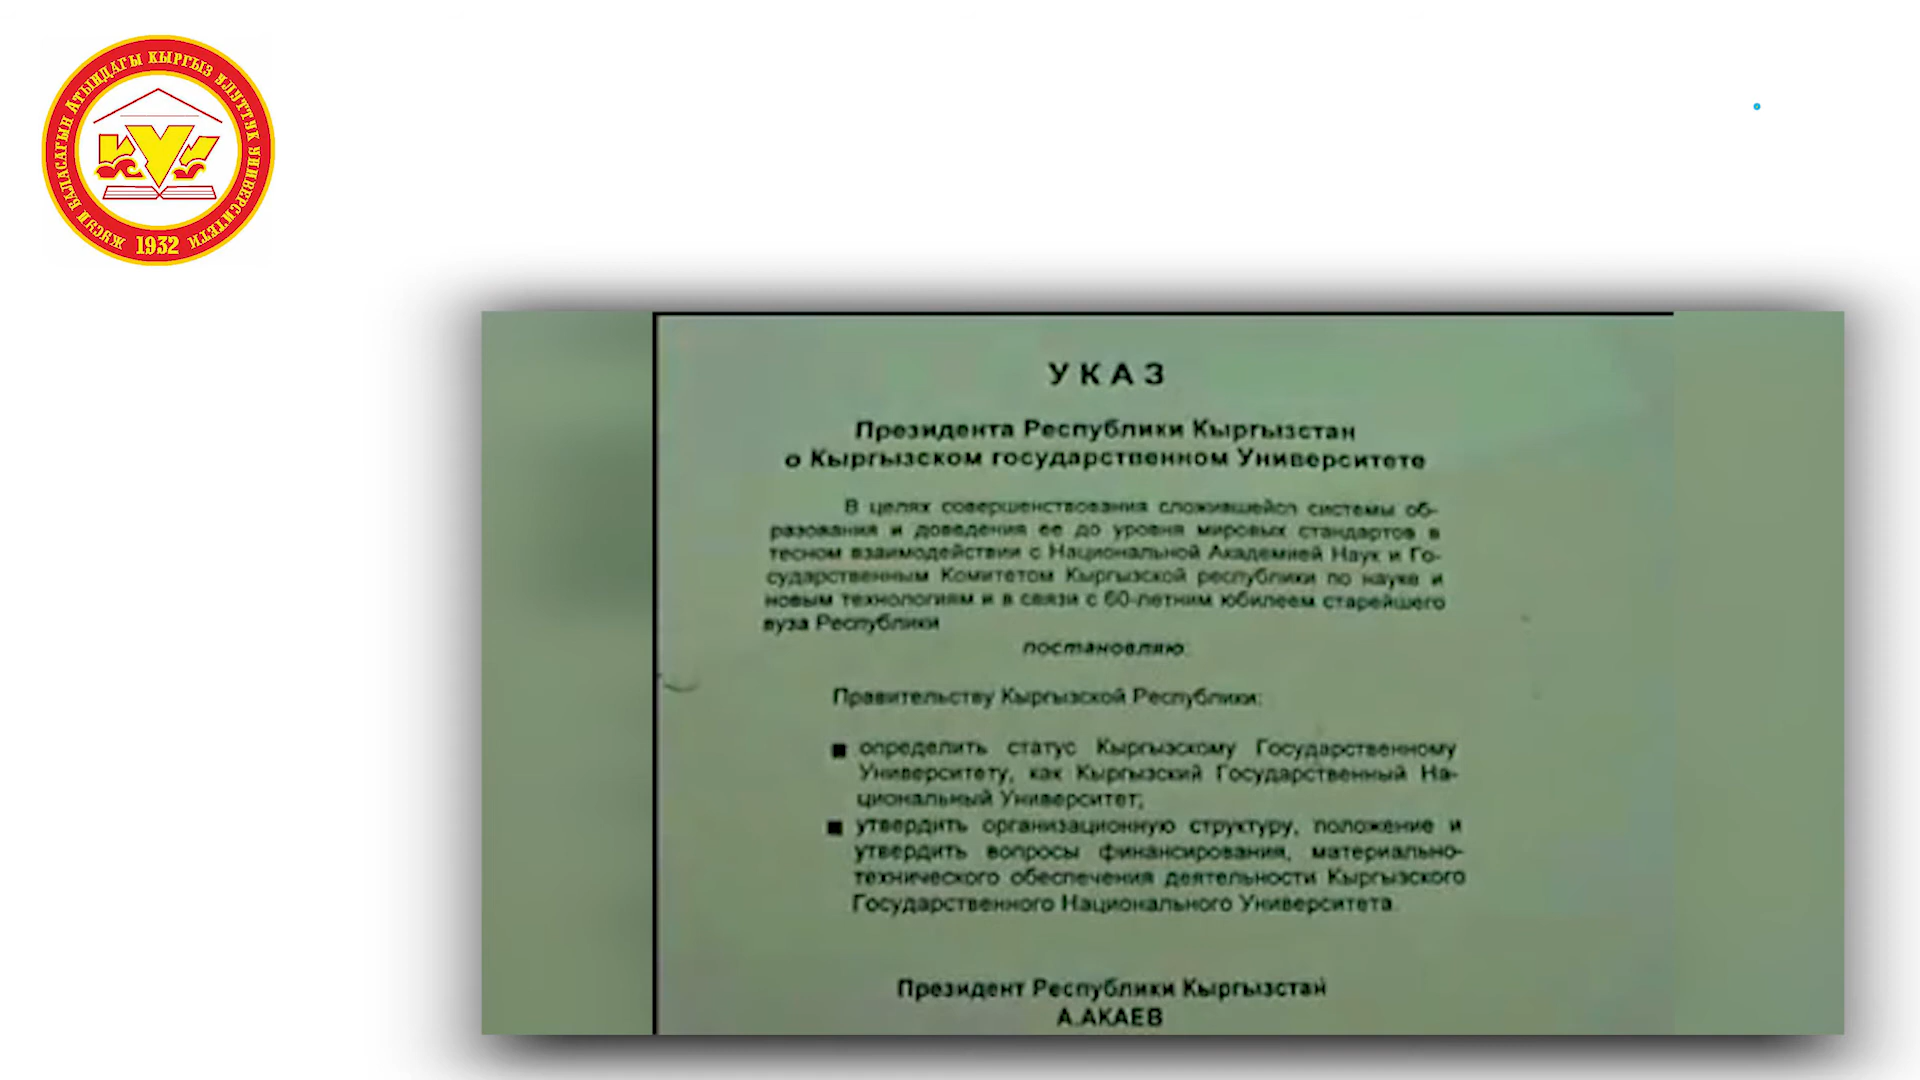 ЖУСУП БАЛАСАГЫН АТЫНДАГЫ КЫРГЫЗ УЛУТТУК УНИВЕРСИТЕТИ
КУУ
1932
УКАЗ
Президента Республики Кыргызстан
о Кыргызском государственном Университете
В целях совершенствования сложившейся системы об-
разования и доведения ее до уровня мировых стандартов в
тесном взаимодействии с Национальной Академией Наук и Го-
сударственным Комитетом Кыргызской республики по науке и
новым технологиям и в связи с 60-летним юбилеем старейшего
вуза Республики
постановляю:
Правительству Кыргызской Республики:
■ определить статус Кыргызскому Государственному
Университету, как Кыргызский Государственный На-
циональный Университет;
■ утвердить организационную структуру, положение и
утвердить вопросы финансирования, материально-
технического обеспечения деятельности Кыргызского
Государственного Национального Университета.
Президент Республики Кыргызстан
А.АКАЕВ